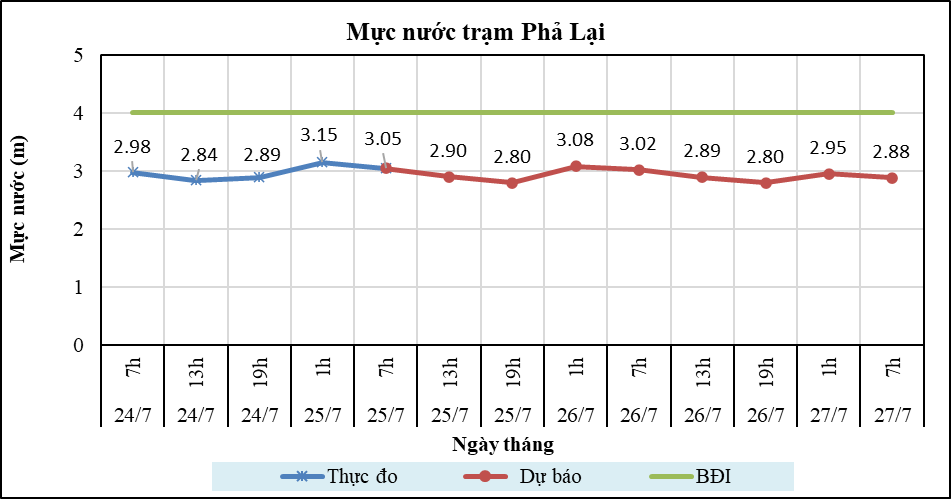 Mực nước trạm Phả Lại
Mực nước (m)
5
4
3
2
1
0
2.98 2.84 2.89 3.15 3.05 2.90 2.80 3.08 3.02 2.89 2.80 2.95 2.88
7h 13h 19h 1h 7h 13h 19h 1h 7h 13h 19h 1h 7h
24/7 24/7 24/7 25/7 25/7 25/7 25/7 26/7 26/7 26/7 26/7 27/7 27/7
Ngày tháng
Thực đo Dự báo BĐI